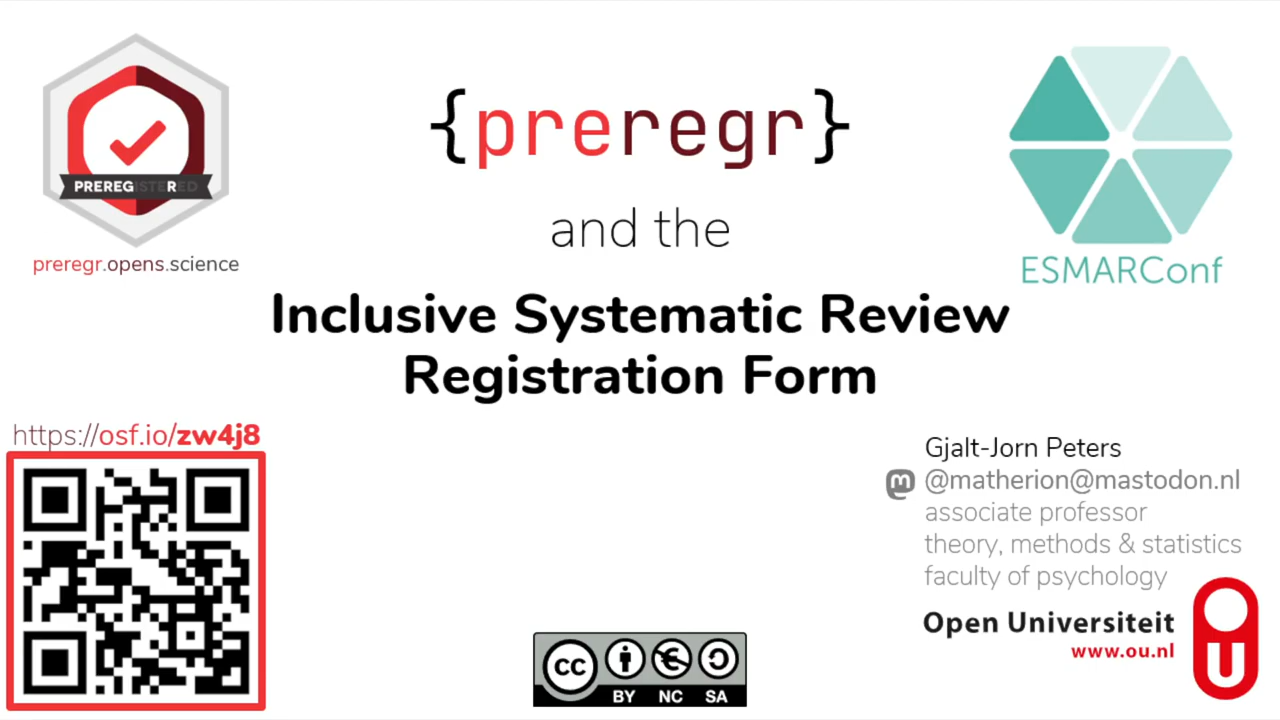 PREREGISTERED
preregr.opens.science
{preregr}
and the
Inclusive Systematic Review
Registration Form
ESMARConf
https://osf.io/zw4j8
Gjalt-Jorn Peters
@matherion@mastodon.nl
associate professor
theory, methods & statistics
faculty of psychology
Open Universiteit
www.ou.nl
U
cc
BY NC SA